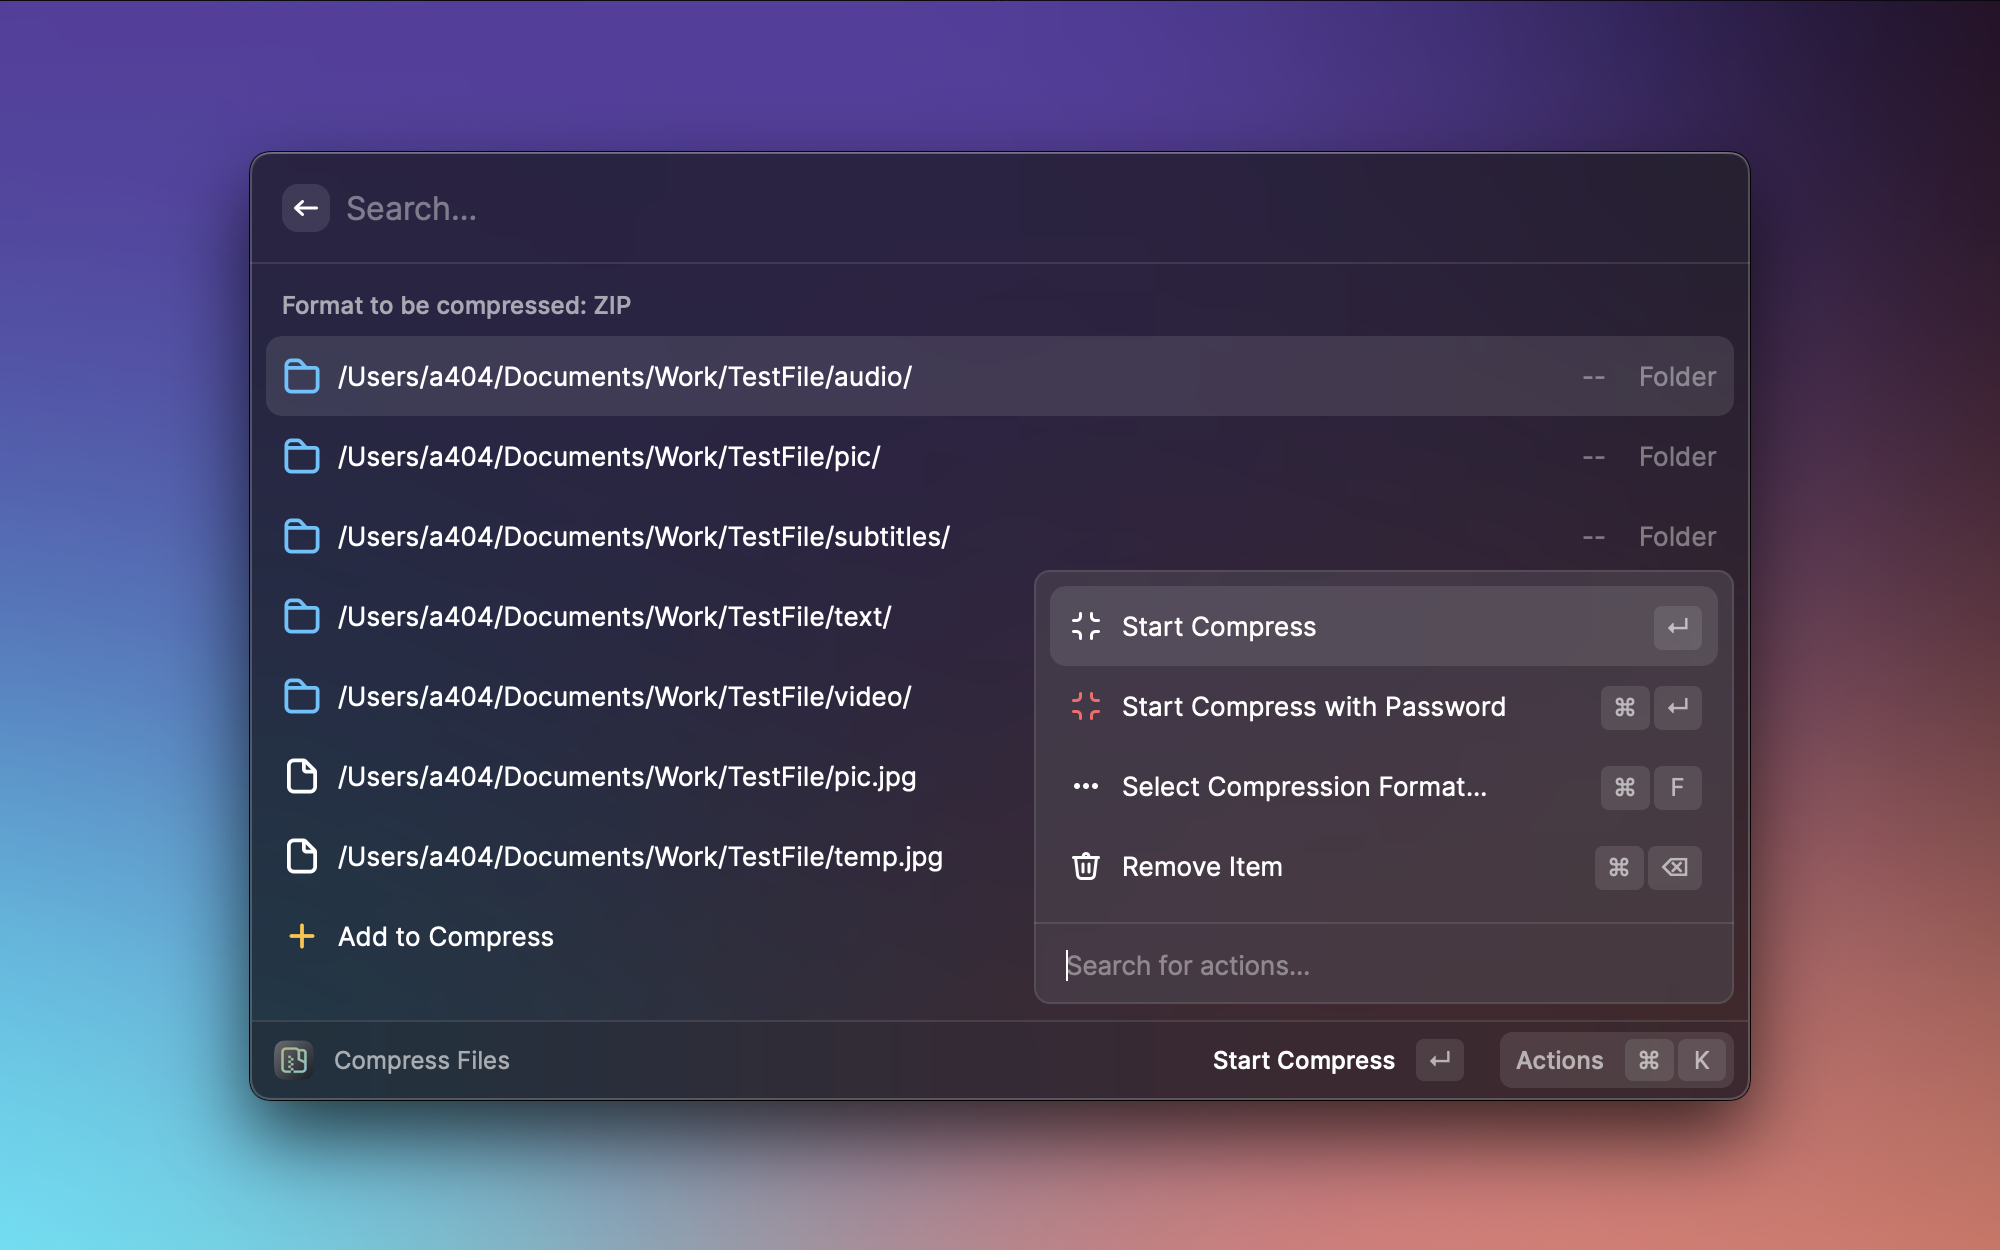 Search...
Format to be compressed: ZIP
/Users/a404/Documents/Work/TestFile/audio/ -- Folder
/Users/a404/Documents/Work/TestFile/pic/ -- Folder
/Users/a404/Documents/Work/TestFile/subtitles/ -- Folder
/Users/a404/Documents/Work/TestFile/text/
/Users/a404/Documents/Work/TestFile/video/
/Users/a404/Documents/Work/TestFile/pic.jpg
/Users/a404/Documents/Work/TestFile/temp.jpg
Add to Compress
Start Compress ↵
Start Compress with Password ⌘ ↵
Select Compression Format... ⌘ F
Remove Item ⌘ ⌫
Search for actions...
Compress Files
Start Compress ↵
Actions ⌘ K